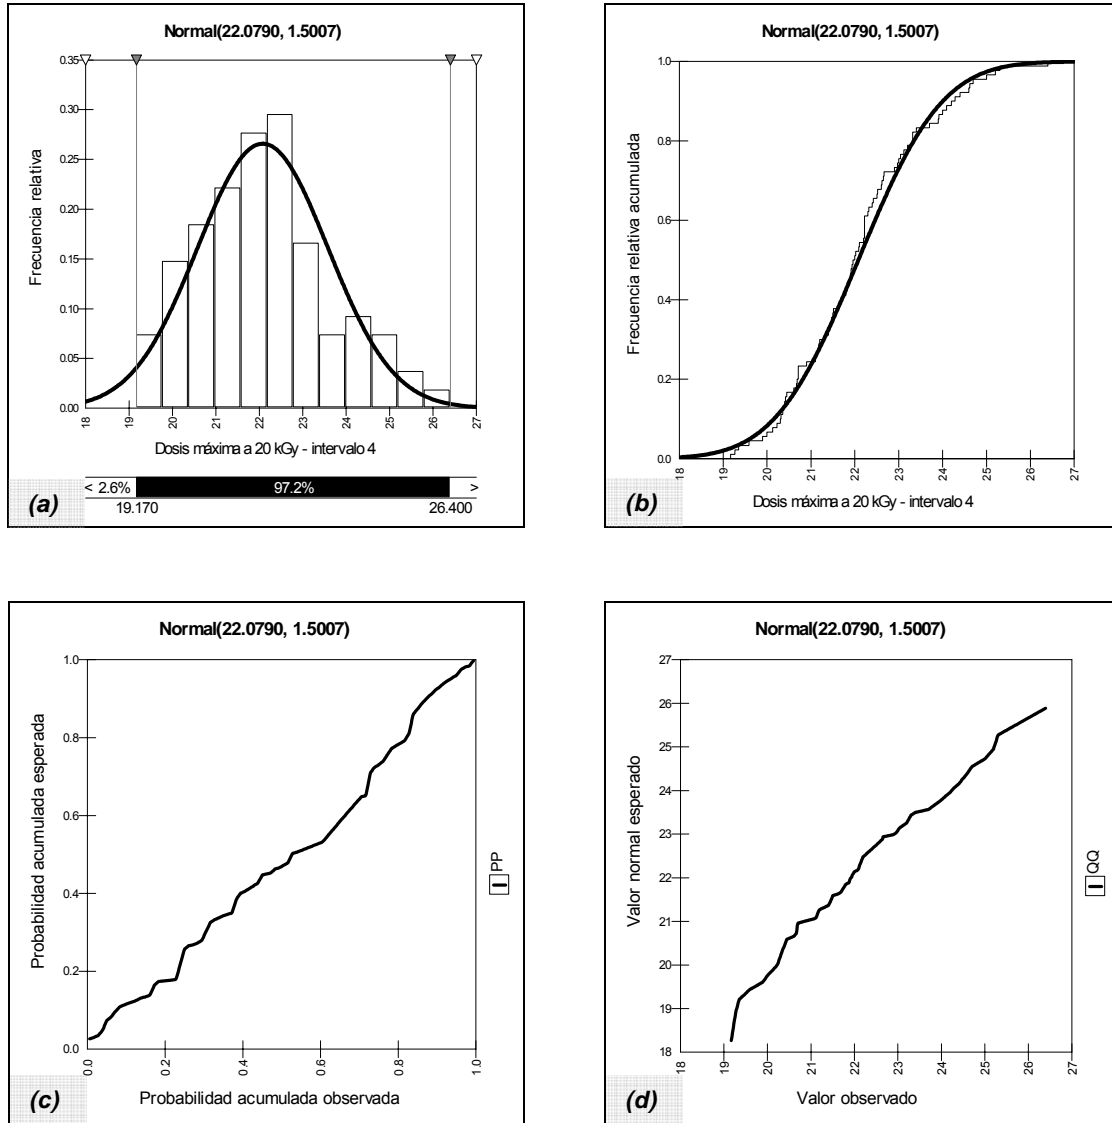 Normal(22.0790, 1.5007)
Frecuencia relativa
0.35
0.30
0.25
0.20
0.15
0.10
0.05
0.00
18 19 20 21 22 23 24 25 26 27
Dosis máxima a 20 kGy - intervalo 4
< 2.6% 97.2% >
19.170 26.400
(a)
Normal(22.0790, 1.5007)
Frecuencia relativa acumulada
1.0
0.8
0.6
0.4
0.2
0.0
18 19 20 21 22 23 24 25 26 27
Dosis máxima a 20 kGy - intervalo 4
(b)
Normal(22.0790, 1.5007)
Probabilidad acumulada esperada
1.0
0.8
0.6
0.4
0.2
0.0
0.0 0.2 0.4 0.6 0.8 1.0
Probabilidad acumulada observada
PP
(c)
Normal(22.0790, 1.5007)
Valor normal esperado
27
26
25
24
23
22
21
20
19
18
18 19 20 21 22 23 24 25 26 27
Valor observado
QQ
(d)